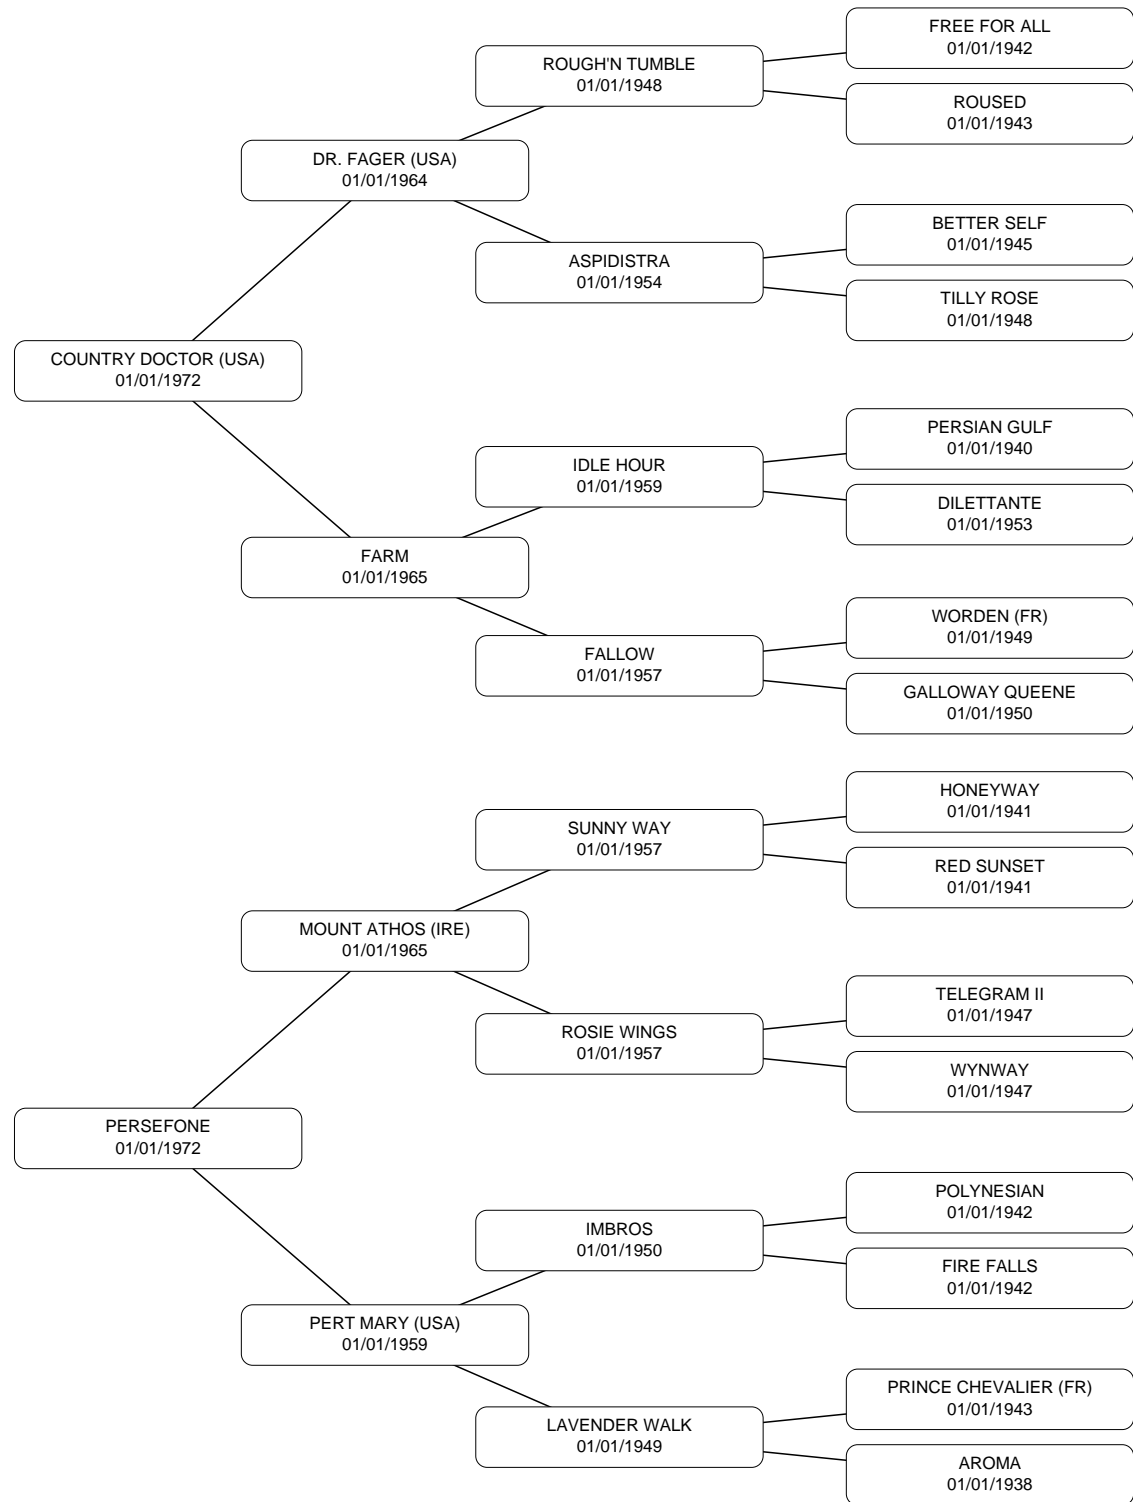 FREE FOR ALL
01/01/1942
ROUGH'N TUMBLE
01/01/1948
ROUSED
01/01/1943
DR. FAGER (USA)
01/01/1964
BETTER SELF
01/01/1945
ASPIDISTRA
01/01/1954
TILLY ROSE
01/01/1948
COUNTRY DOCTOR (USA)
01/01/1972
PERSIAN GULF
01/01/1940
IDLE HOUR
01/01/1959
DILETTANTE
01/01/1953
FARM
01/01/1965
WORDEN (FR)
01/01/1949
FALLOW
01/01/1957
GALLOWAY QUEENE
01/01/1950
HONEYWAY
01/01/1941
SUNNY WAY
01/01/1957
RED SUNSET
01/01/1941
MOUNT ATHOS (IRE)
01/01/1965
TELEGRAM II
01/01/1947
ROSIE WINGS
01/01/1957
WYNWAY
01/01/1947
PERSEFONE
01/01/1972
POLYNESIAN
01/01/1942
IMBROS
01/01/1950
FIRE FALLS
01/01/1942
PERT MARY (USA)
01/01/1959
PRINCE CHEVALIER (FR)
01/01/1943
LAVENDER WALK
01/01/1949
AROMA
01/01/1938